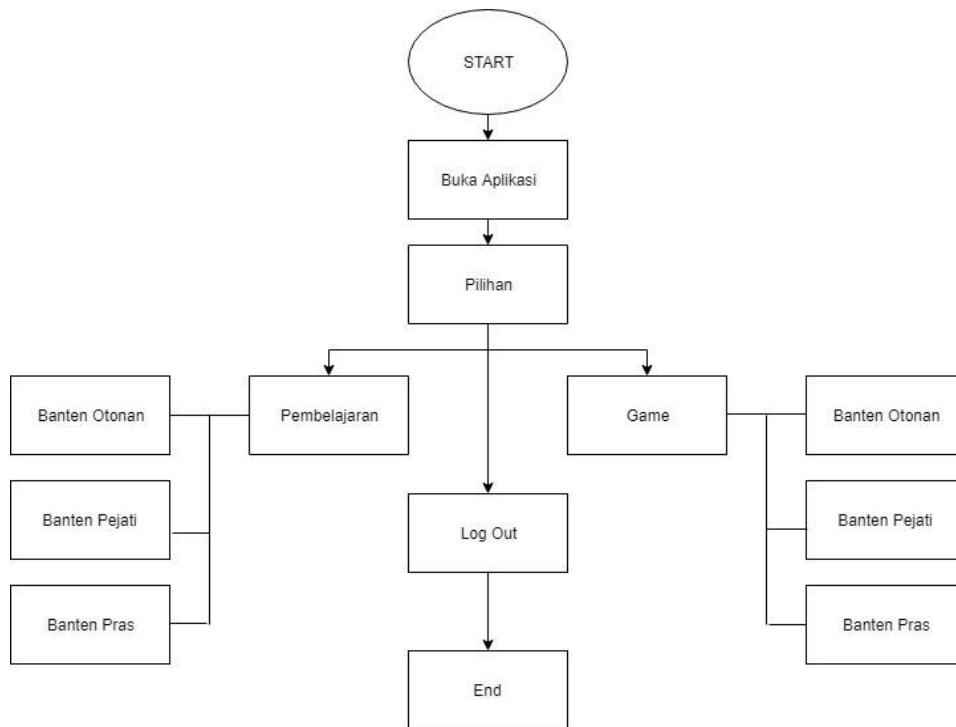 START
Buka Aplikasi
Pilihan
Banten Otonan
Pembelajaran
Game
Banten Otonan
Banten Pejati
Log Out
Banten Pejati
Banten Pras
Banten Pras
End